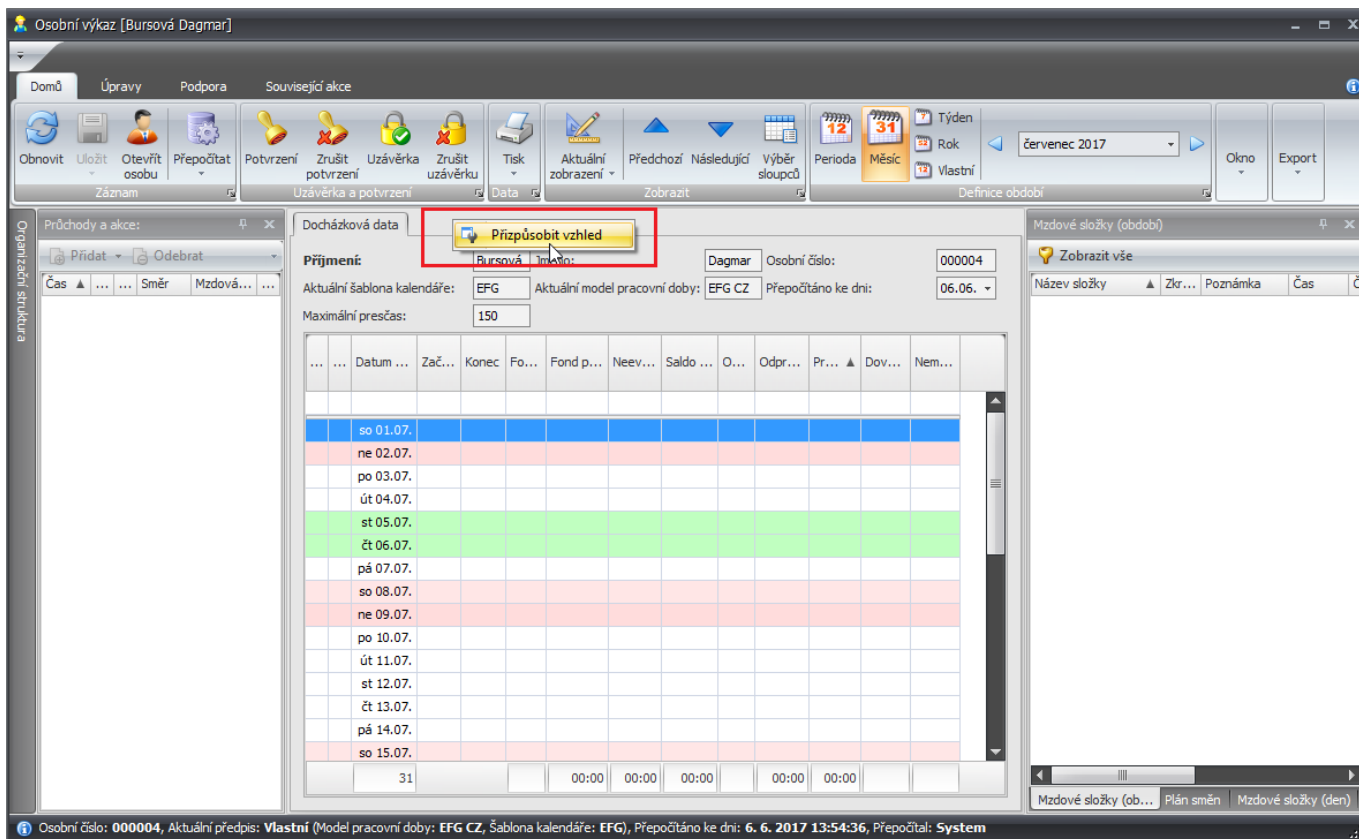 Osobní výkaz [Bursová Dagmar]
Domů Úpravy Podpora Související akce
Obnovit Uložit Otevřít osobu Přepočítat
Záznam
Potvrzení Zrušit potvrzení Uzávěrka Zrušit uzávěrku
Uzávěrka a potvrzení
Tisk
Data
Aktuální zobrazení Předchozí Následující Výběr sloupců
Zobrazit
12 Perioda 31 Měsíc
7 Týden
52 Rok
12 Vlastní
červenec 2017
Definice období
Okno
Export
Organizační struktura
Průchody a akce:
Přidat Odebrat
Čas ... ... Směr Mzdová... ...
Docházková data
Přizpůsobit vzhled
Příjmení: Bursová Dagmar Osobní číslo: 000004
Aktuální šablona kalendáře: EFG Aktuální model pracovní doby: EFG CZ Přepočítáno ke dni: 06.06.
Maximální presčas: 150
... ... Datum ... Zač... Konec Fo... Fond p... Neev... Saldo ... O... Odpr... Pr... Dov... Nem...
so 01.07.
ne 02.07.
po 03.07.
út 04.07.
st 05.07.
čt 06.07.
pá 07.07.
so 08.07.
ne 09.07.
po 10.07.
út 11.07.
st 12.07.
čt 13.07.
pá 14.07.
so 15.07.
31 00:00 00:00 00:00 00:00 00:00
Mzdové složky (období)
Zobrazit vše
Název složky Zkr... Poznámka Čas
Mzdové složky (ob... Plán směn Mzdové složky (den)
Osobní číslo: 000004, Aktuální předpis: Vlastní (Model pracovní doby: EFG CZ, Šablona kalendáře: EFG), Přepočítáno ke dni: 6. 6. 2017 13:54:36, Přepočítal: System